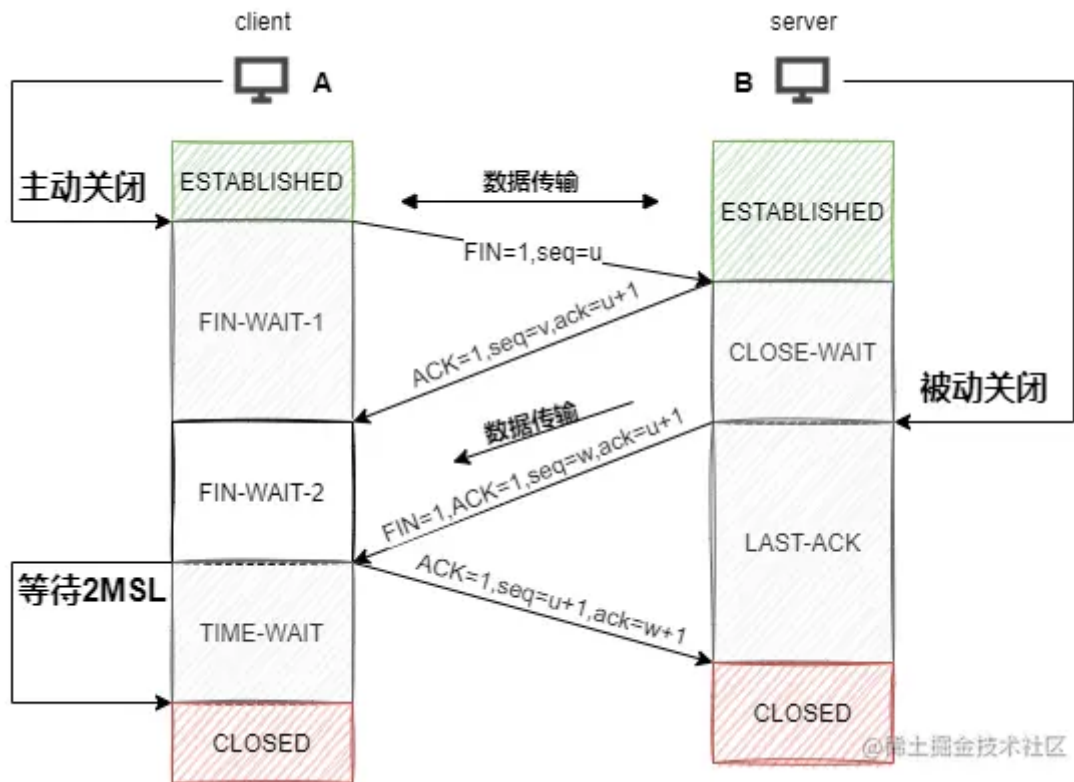 client
server
A
B
ESTABLISHED
数据传输
主动关闭
ESTABLISHED
FIN=1,seq=u
FIN-WAIT-1
ACK=1,seq=v,ack=u+1
CLOSE-WAIT
被动关闭
数据传输
FIN=1,ACK=1,seq=w,ack=u+1
FIN-WAIT-2
LAST-ACK
等待2MSL
ACK=1,seq=u+1,ack=w+1
TIME-WAIT
CLOSED
CLOSED
@稀土掘金技术社区